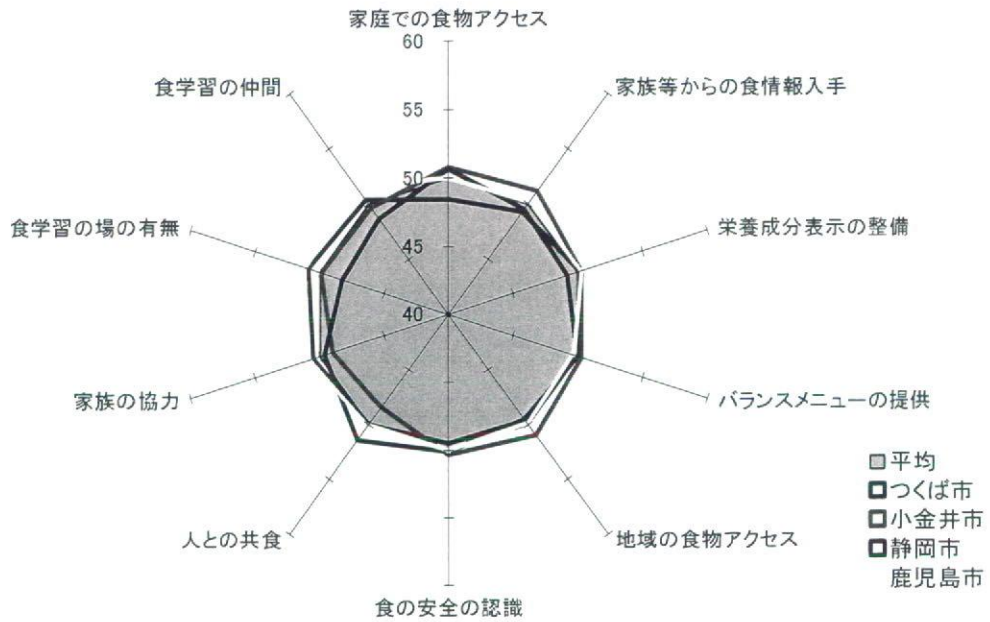 家庭での食物アクセス
60
食学習の仲間
家族等からの食情報入手
55
50
食学習の場の有無
栄養成分表示の整備
45
40
家族の協力
バランスメニューの提供
人との共食
地域の食物アクセス
食の安全の認識
平均
つくば市
小金井市
静岡市
鹿児島市